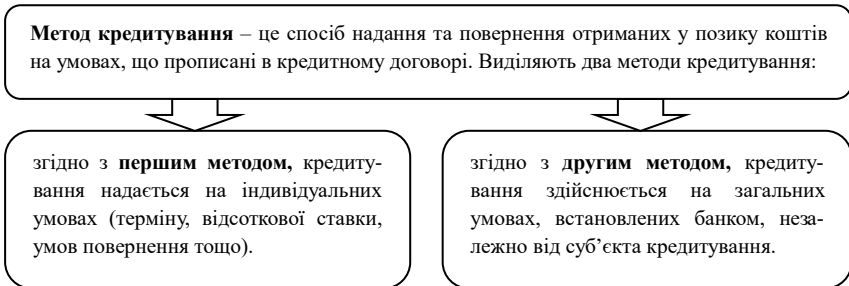 Метод кредитування – це спосіб надання та повернення отриманих у позику коштів
на умовах, що прописані в кредитному договорі. Виділяють два методи кредитування:
згідно з першим методом, кредиту-
вання надається на індивідуальних
умовах (терміну, відсоткової ставки,
умов повернення тощо).
згідно з другим методом, кредиту-
вання здійснюється на загальних
умовах, встановлених банком, неза-
лежно від суб’єкта кредитування.